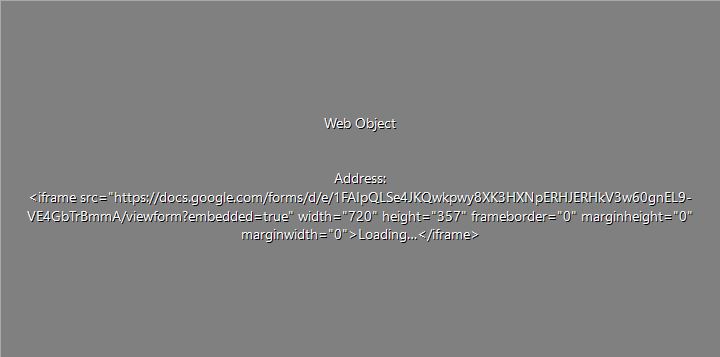 Web Object
Address:
<iframe src="https://docs.google.com/forms/d/e/1FAIpQLSe4JKQwkpwy8XK3HXNpERHJERHkV3w60gnEL9-
VE4GbTrBmmA/viewform?embedded=true" width="720" height="357" frameborder="0" marginheight="0"
marginwidth="0">Loading...</iframe>